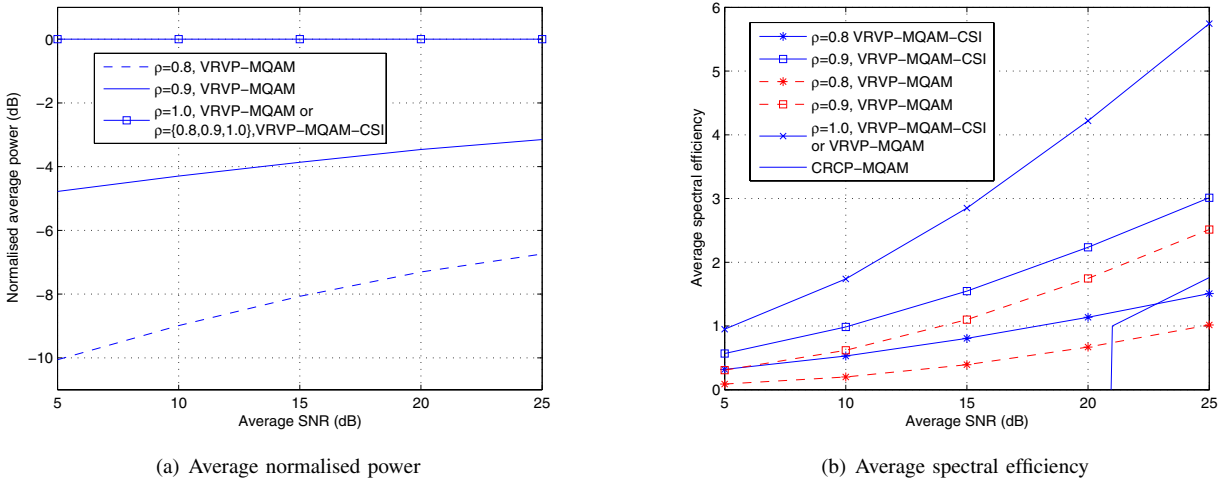 0
−2
−4
−6
−8
−10
5
10
15
20
25
Normalised average power (dB)
Average SNR (dB)
ρ=0.8, VRVP−MQAM
ρ=0.9, VRVP−MQAM
ρ=1.0, VRVP−MQAM or
ρ={0.8,0.9,1.0},VRVP−MQAM−CSI
(a) Average normalised power
6
5
4
3
2
1
0
5
10
15
20
25
Average spectral efficiency
Average SNR (dB)
ρ=0.8 VRVP−MQAM−CSI
ρ=0.9, VRVP−MQAM−CSI
ρ=0.8, VRVP−MQAM
ρ=0.9, VRVP−MQAM
ρ=1.0, VRVP−MQAM−CSI
or VRVP−MQAM
CRCP−MQAM
(b) Average spectral efficiency